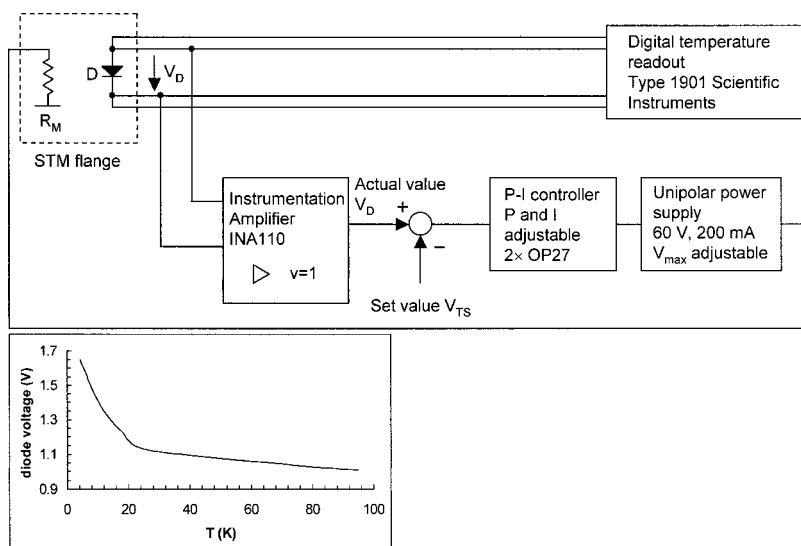 Digital temperature
readout
Type 1901 Scientific
Instruments
D
V_D
R_M
STM flange
Instrumentation
Amplifier
INA110
v=1
Actual value
V_D
+
−
Set value V_TS
P-I controller
P and I
adjustable
2× OP27
Unipolar power
supply
60 V, 200 mA
V_max adjustable
diode voltage (V)
1.7
1.5
1.3
1.1
0.9
0 20 40 60 80 100
T (K)